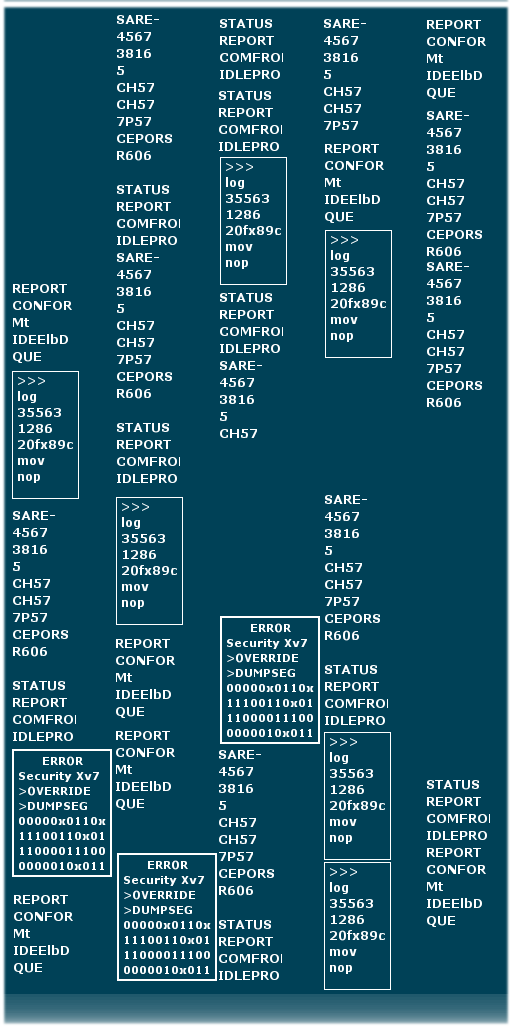 REPORT
CONFOR
Mt
IDEElbD
QUE
>>>
log
35563
1286
20fx89c
mov
nop
SARE-
4567
3816
5
CH57
CH57
7P57
CEPORS
R606
STATUS
REPORT
COMFROI
IDLEPRO
ERROR
Security Xv7
>OVERRIDE
>DUMPSEG
00000x0110x
11100110x01
11000011100
0000010x011
REPORT
CONFOR
Mt
IDEElbD
QUE
SARE-
4567
3816
5
CH57
CH57
7P57
CEPORS
R606
STATUS
REPORT
COMFROI
IDLEPRO
SARE-
4567
3816
5
CH57
CH57
7P57
CEPORS
R606
STATUS
REPORT
COMFROI
IDLEPRO
>>>
log
35563
1286
20fx89c
mov
nop
REPORT
CONFOR
Mt
IDEElbD
QUE
REPORT
CONFOR
Mt
IDEElbD
QUE
ERROR
Security Xv7
>OVERRIDE
>DUMPSEG
00000x0110x
11100110x01
11000011100
0000010x011
STATUS
REPORT
COMFROI
IDLEPRO
STATUS
REPORT
COMFROI
IDLEPRO
>>>
log
35563
1286
20fx89c
mov
nop
STATUS
REPORT
COMFROI
IDLEPRO
SARE-
4567
3816
5
CH57
ERROR
Security Xv7
>OVERRIDE
>DUMPSEG
00000x0110x
11100110x01
11000011100
0000010x011
SARE-
4567
3816
5
CH57
CH57
7P57
CEPORS
R606
STATUS
REPORT
COMFROI
IDLEPRO
SARE-
4567
3816
5
CH57
CH57
7P57
REPORT
CONFOR
Mt
IDEElbD
QUE
>>>
log
35563
1286
20fx89c
mov
nop
SARE-
4567
3816
5
CH57
CH57
7P57
CEPORS
R606
STATUS
REPORT
COMFROI
IDLEPRO
>>>
log
35563
1286
20fx89c
mov
nop
>>>
log
35563
1286
20fx89c
mov
nop
REPORT
CONFOR
Mt
IDEElbD
QUE
SARE-
4567
3816
5
CH57
CH57
7P57
CEPORS
R606
SARE-
4567
3816
5
CH57
CH57
7P57
CEPORS
R606
STATUS
REPORT
COMFROI
IDLEPRO
REPORT
CONFOR
Mt
IDEElbD
QUE